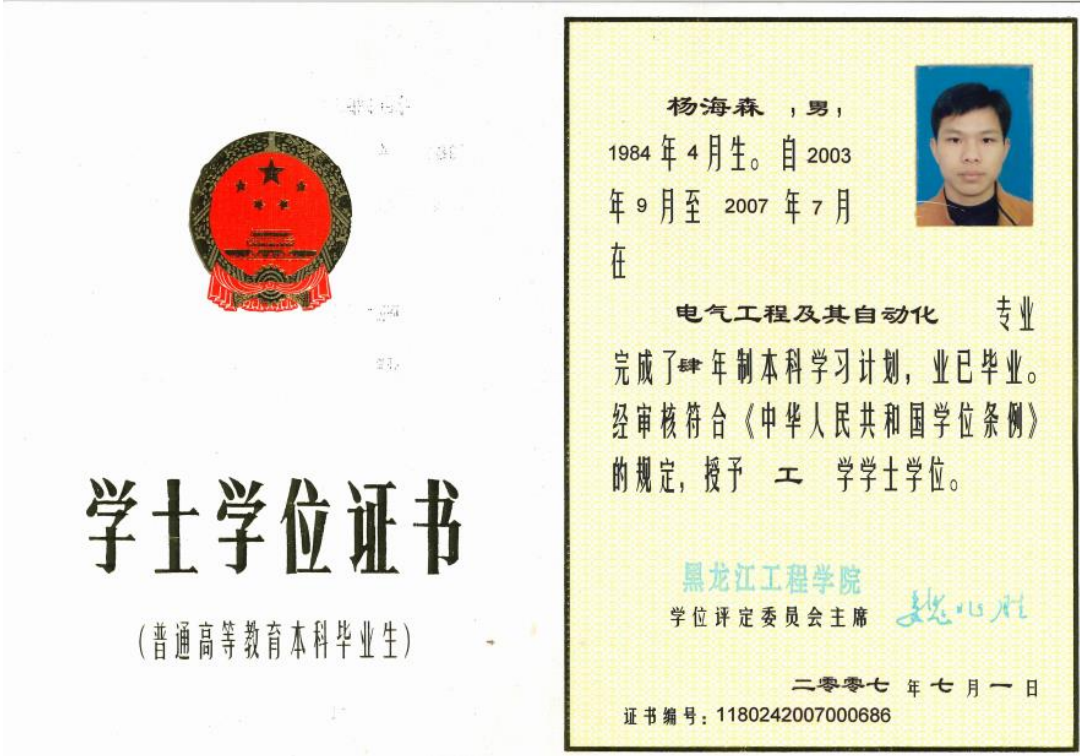 学士学位证书
(普通高等教育本科毕业生)
杨海森 ,男,
1984 年 4 月生。自 2003
年 9 月至 2007 年 7 月
在
电气工程及其自动化 专业
完成了肆年制本科学习计划,业已毕业。
经审核符合《中华人民共和国学位条例》
的规定,授予 工 学学士学位。
黑龙江工程学院
学位评定委员会主席
二零零七 年 七 月 一 日
证书编号:1180242007000686